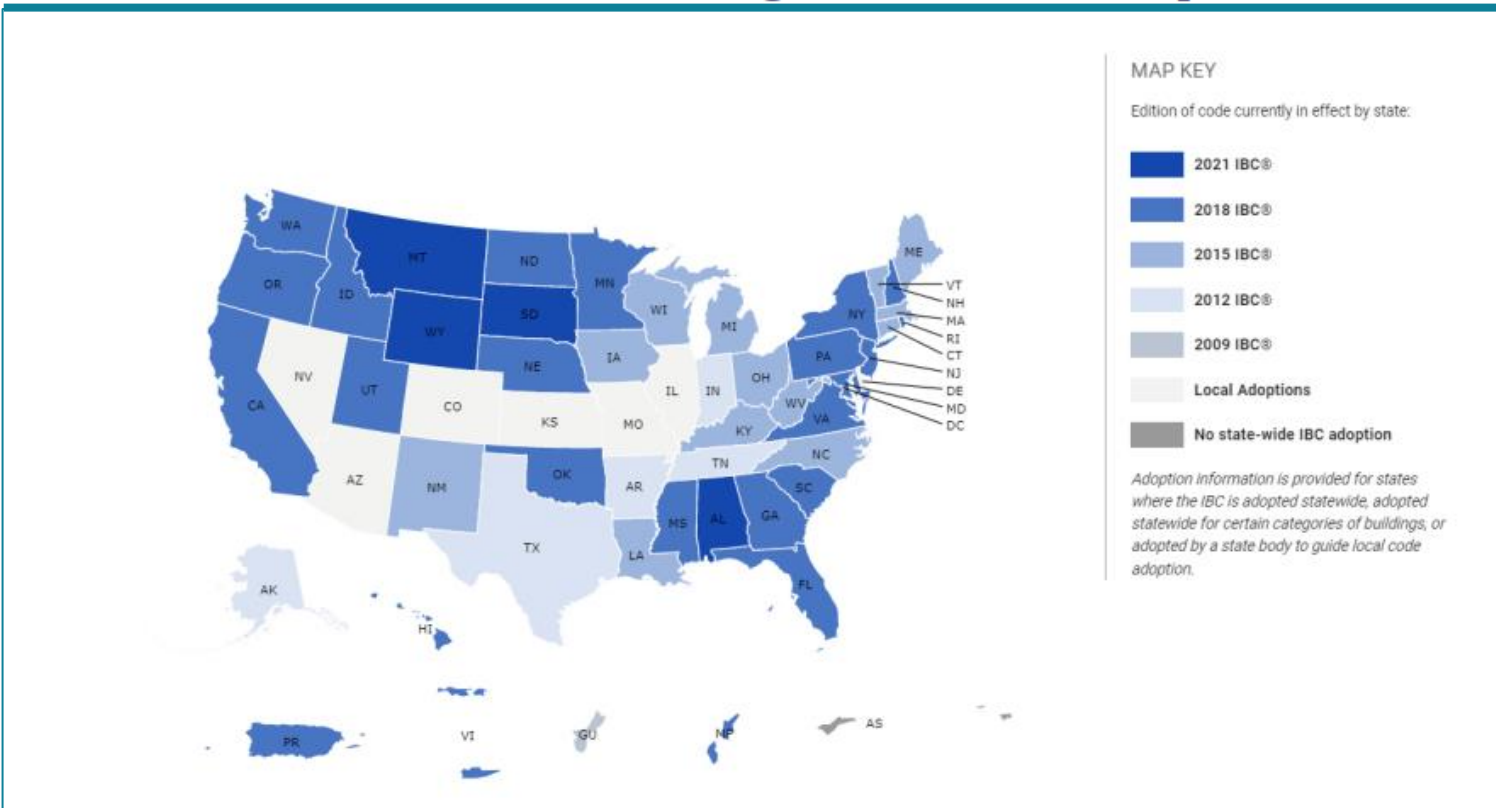 MAP KEY
Edition of code currently in effect by state:
2021 IBC®
2018 IBC®
2015 IBC®
2012 IBC®
2009 IBC®
Local Adoptions
No state-wide IBC adoption
Adoption information is provided for states
where the IBC is adopted statewide, adopted
statewide for certain categories of buildings, or
adopted by a state body to guide local code
adoption.
WA
MT
ND
MN
ME
OR
ID
VT
NH
WY
SD
WI
MI
NY
MA
RI
CT
NJ
DE
MD
DC
NE
IA
PA
NV
UT
CO
IL
IN
OH
CA
KS
MO
WV
VA
KY
NC
AZ
NM
OK
AR
TN
SC
MS
AL
GA
TX
LA
FL
AK
HI
PR
VI
GU
MP
AS